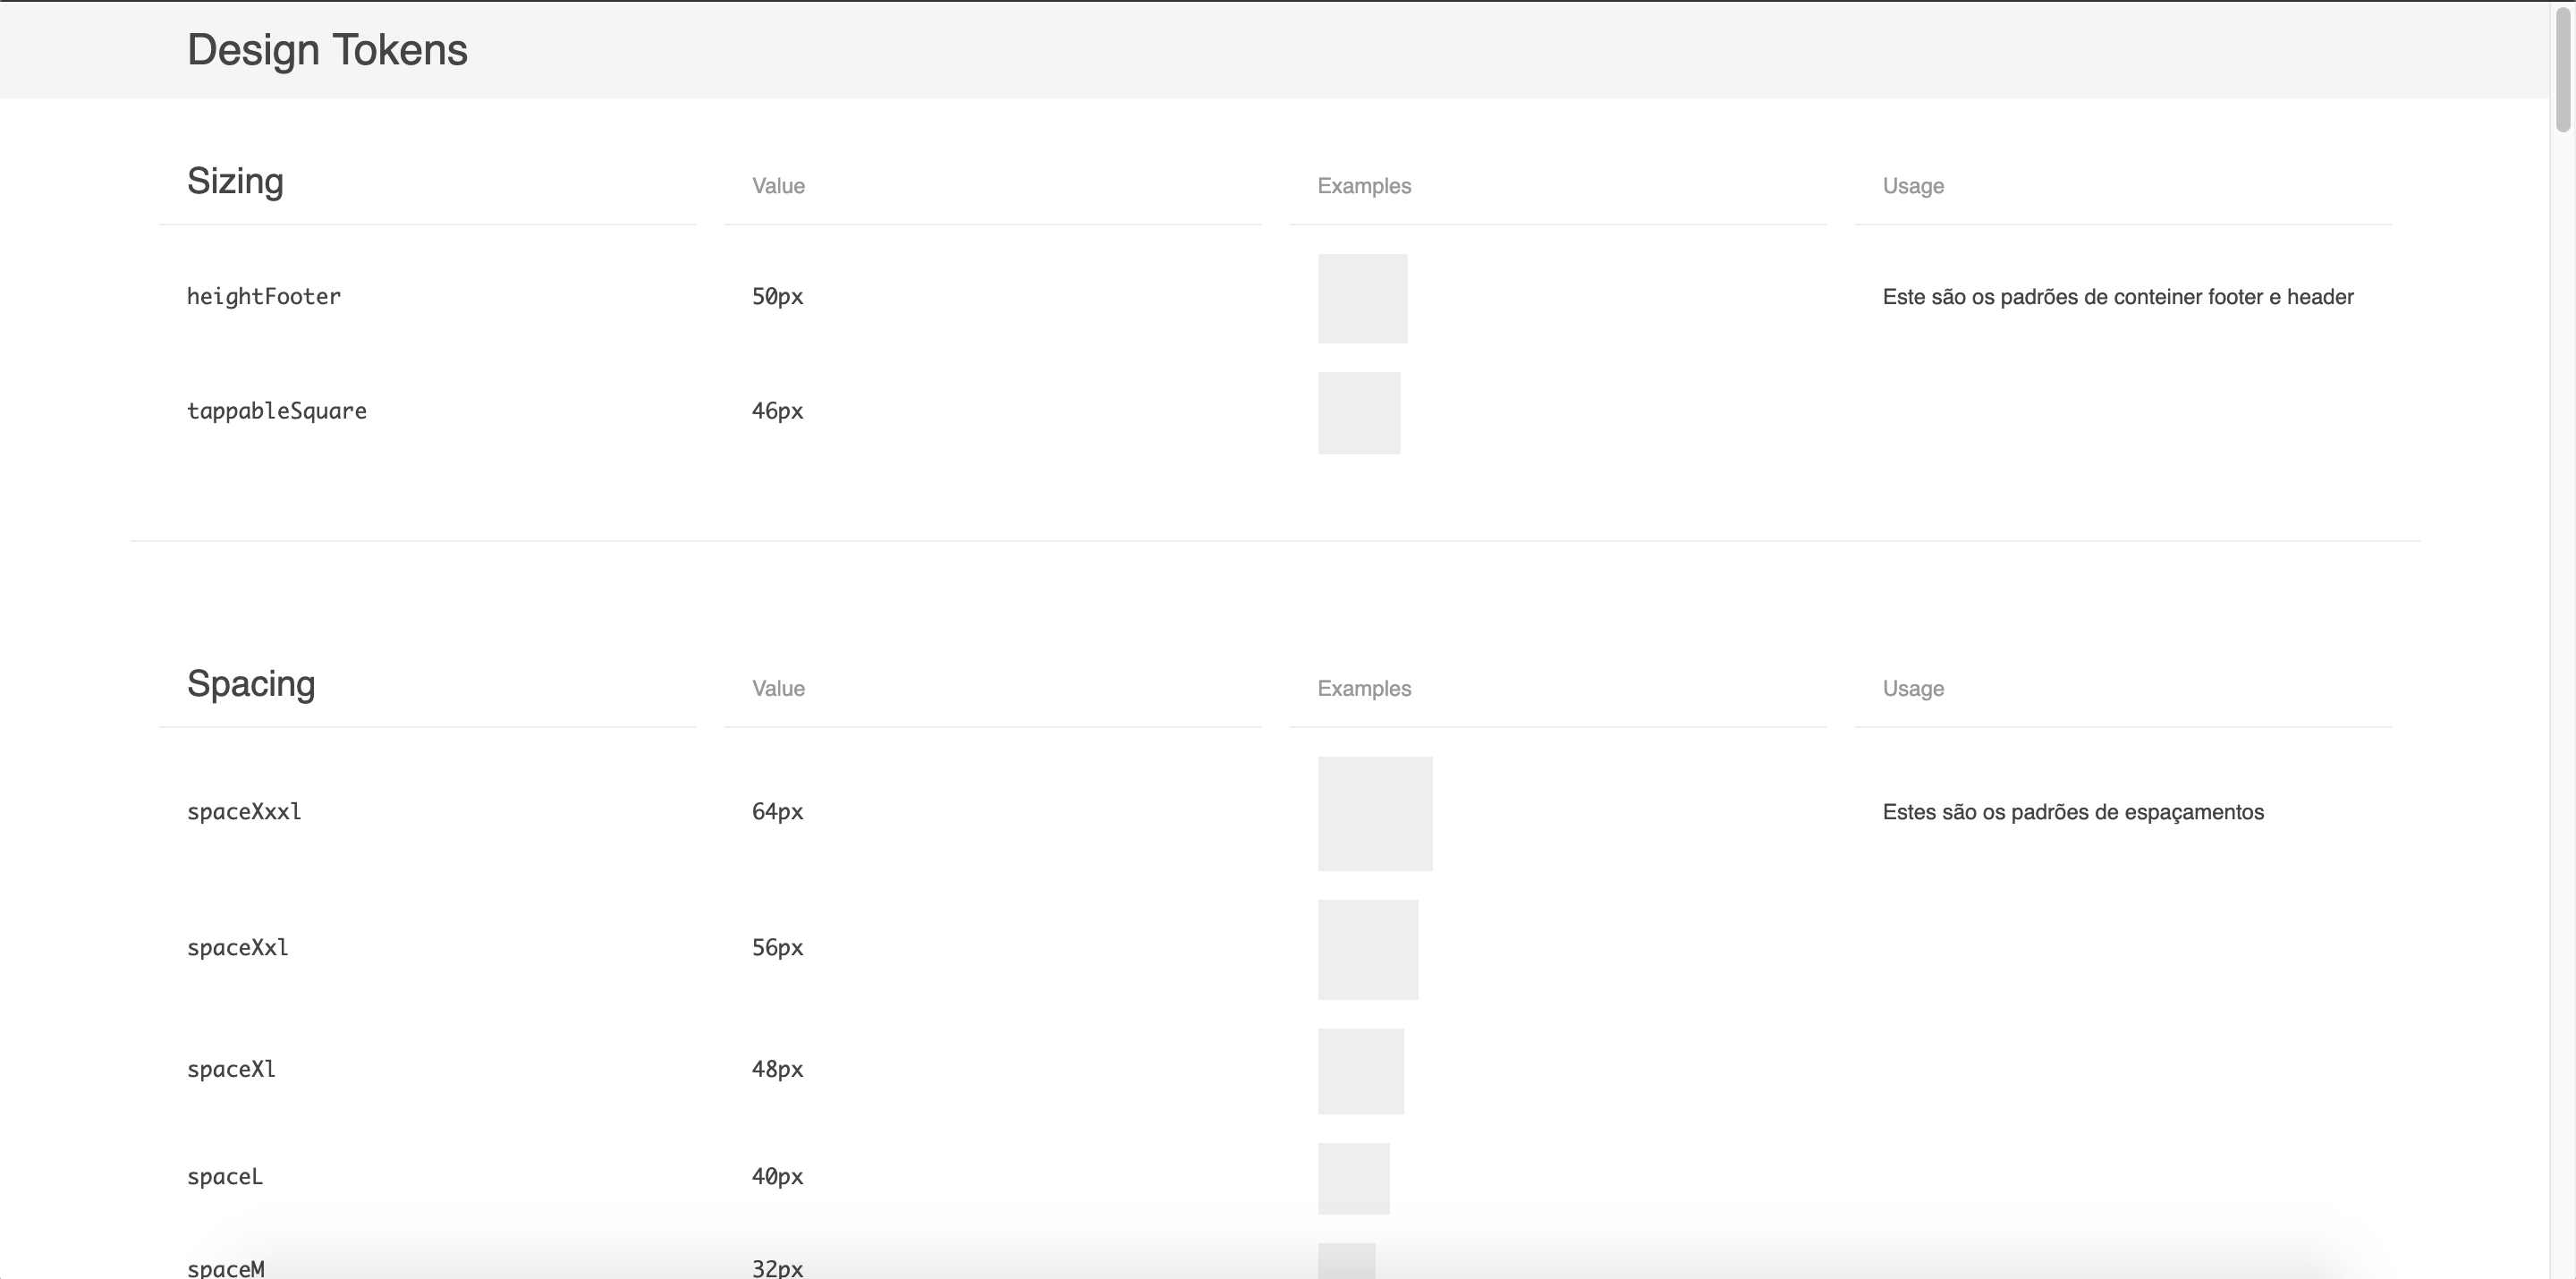 Design Tokens
Sizing Value Examples Usage
heightFooter 50px Este são os padrões de conteiner footer e header
tappableSquare 46px
Spacing Value Examples Usage
spaceXxxl 64px Estes são os padrões de espaçamentos
spaceXxl 56px
spaceXl 48px
spaceL 40px
spaceM 32px